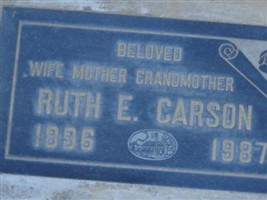 BELOVED
WIFE MOTHER GRANDMOTHER
RUTH E. CARSON
1896 1987